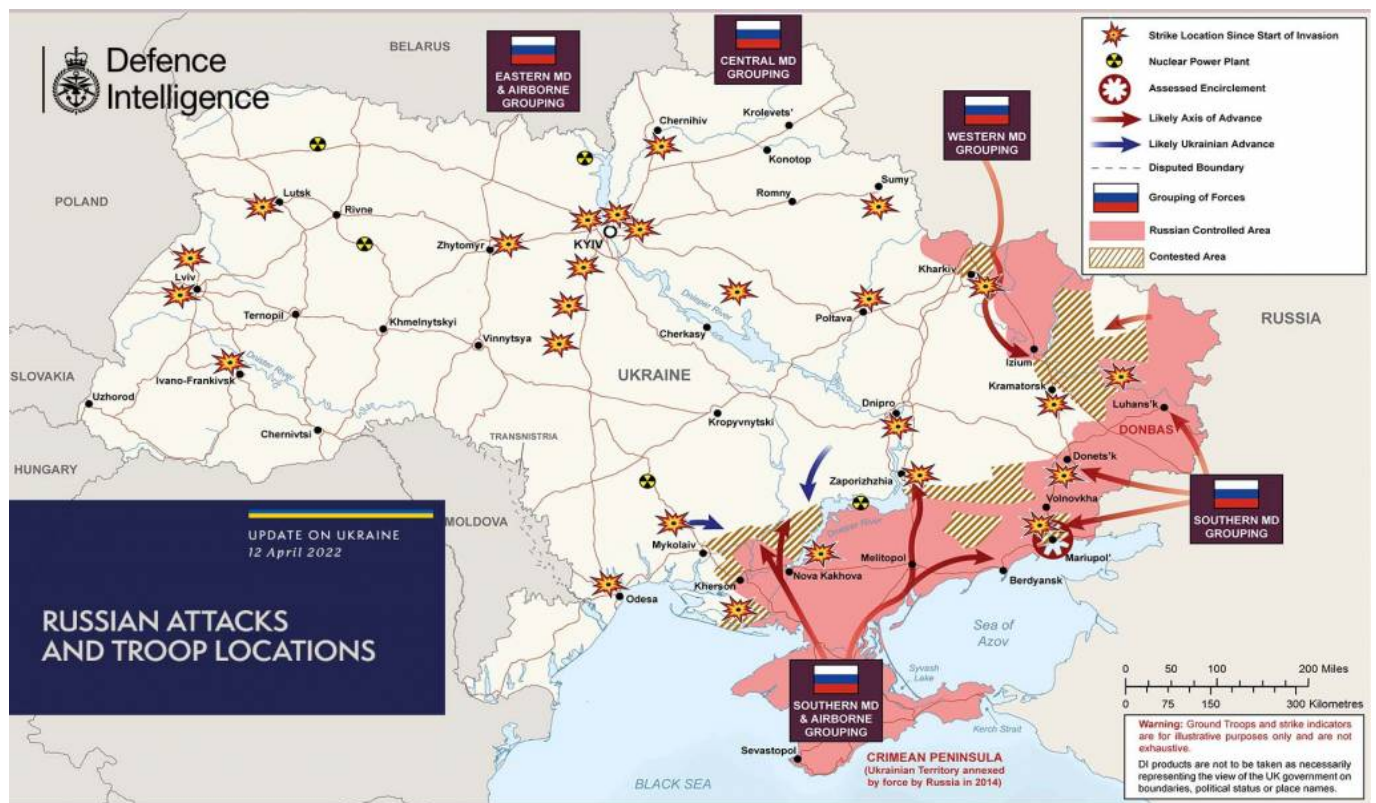 Defence
Intelligence
BELARUS
EASTERN MD
& AIRBORNE
GROUPING
CENTRAL MD
GROUPING
WESTERN MD
GROUPING
Strike Location Since Start of Invasion
Nuclear Power Plant
Assessed Encirclement
Likely Axis of Advance
Likely Ukrainian Advance
Disputed Boundary
Grouping of Forces
Russian Controlled Area
Contested Area
Chernihiv
Krolevets'
Konotop
POLAND
Lutsk
Rivne
Romny
Sumy
Zhytomyr
KYIV
Kharkiv
Lviv
Ternopil
Khmelnytskyi
Vinnytsya
Dnieper River
Cherkasy
Poltava
RUSSIA
Izium
SLOVAKIA
Ivano-Frankivsk
Dniester River
UKRAINE
Kramatorsk
Uzhorod
Chernivtsi
Kropyvnytski
Dnipro
Luhans'k
DONBAS
TRANSNISTRIA
HUNGARY
Donets'k
Zaporizhzhia
Volnovkha
MOLDOVA
Dnieper River
SOUTHERN MD
GROUPING
UPDATE ON UKRAINE
12 April 2022
RUSSIAN ATTACKS
AND TROOP LOCATIONS
Mykolaiv
Melitopol
Mariupol'
Kherson
Nova Kakhova
Berdyansk
Odesa
Sea of
Azov
Syvash
Lake
SOUTHERN MD
& AIRBORNE
GROUPING
Kerch Strait
Sevastopol
CRIMEAN PENINSULA
(Ukrainian Territory annexed
by force by Russia in 2014)
BLACK SEA
0 50 100 200 Miles
0 75 150 300 Kilometres
Warning: Ground Troops and strike indicators
are for illustrative purposes only and are not
exhaustive.
DI products are not to be taken as necessarily
representing the view of the UK government on
boundaries, political status or place names.